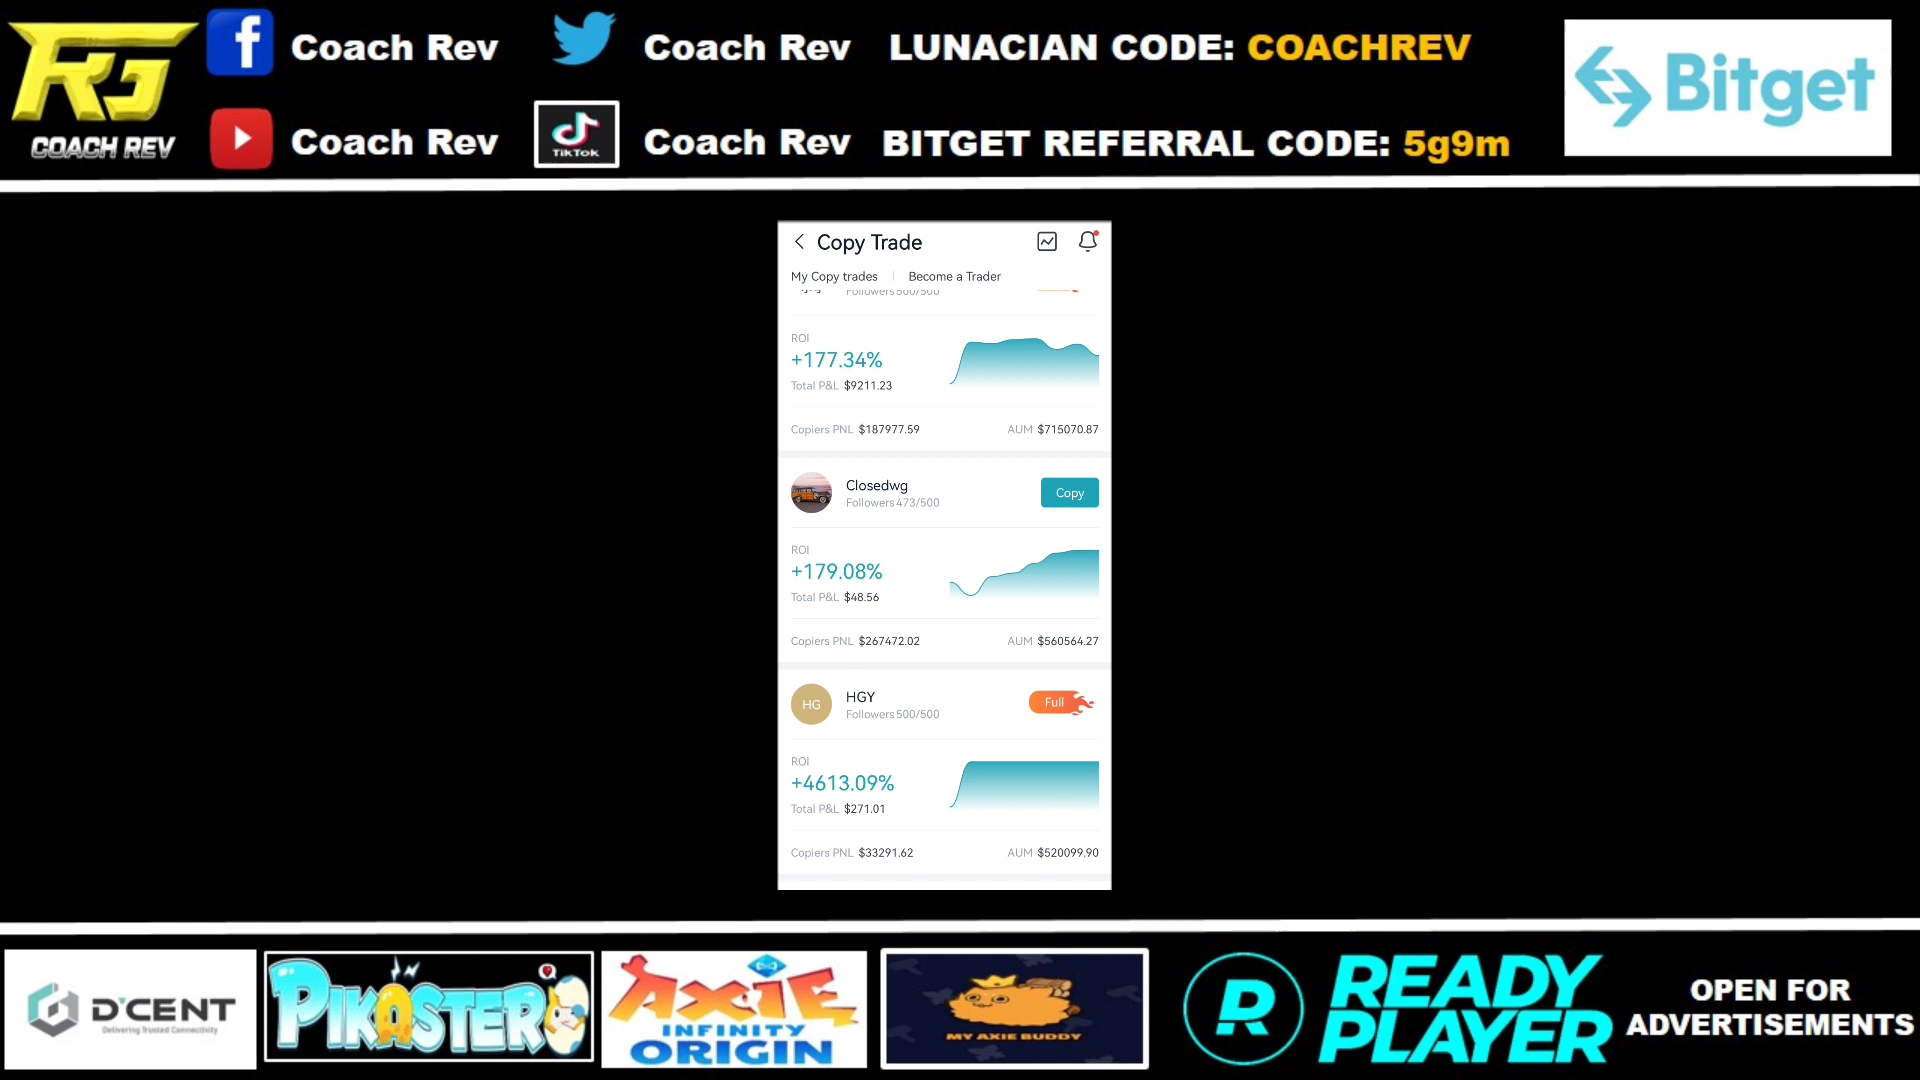 RG
COACH REV
Coach Rev
Coach Rev
LUNACIAN CODE: COACHREV
Coach Rev
TikTok
Coach Rev
BITGET REFERRAL CODE: 5g9m
Bitget
Copy Trade
My Copy trades
Become a Trader
Followers 500/500
ROI
+177.34%
Total P&L $9211.23
Copiers PNL $187977.59
AUM $715070.87
Closedwg
Followers 473/500
Copy
ROI
+179.08%
Total P&L $48.56
Copiers PNL $267472.02
AUM $560564.27
HG
HGY
Followers 500/500
Full
ROI
+4613.09%
Total P&L $271.01
Copiers PNL $33291.62
AUM $520099.90
D'CENT
Delivering Trusted Connectivity
PIKASTER
AXIE
INFINITY
ORIGIN
MY AXIE BUDDY
READY
PLAYER
OPEN FOR
ADVERTISEMENTS